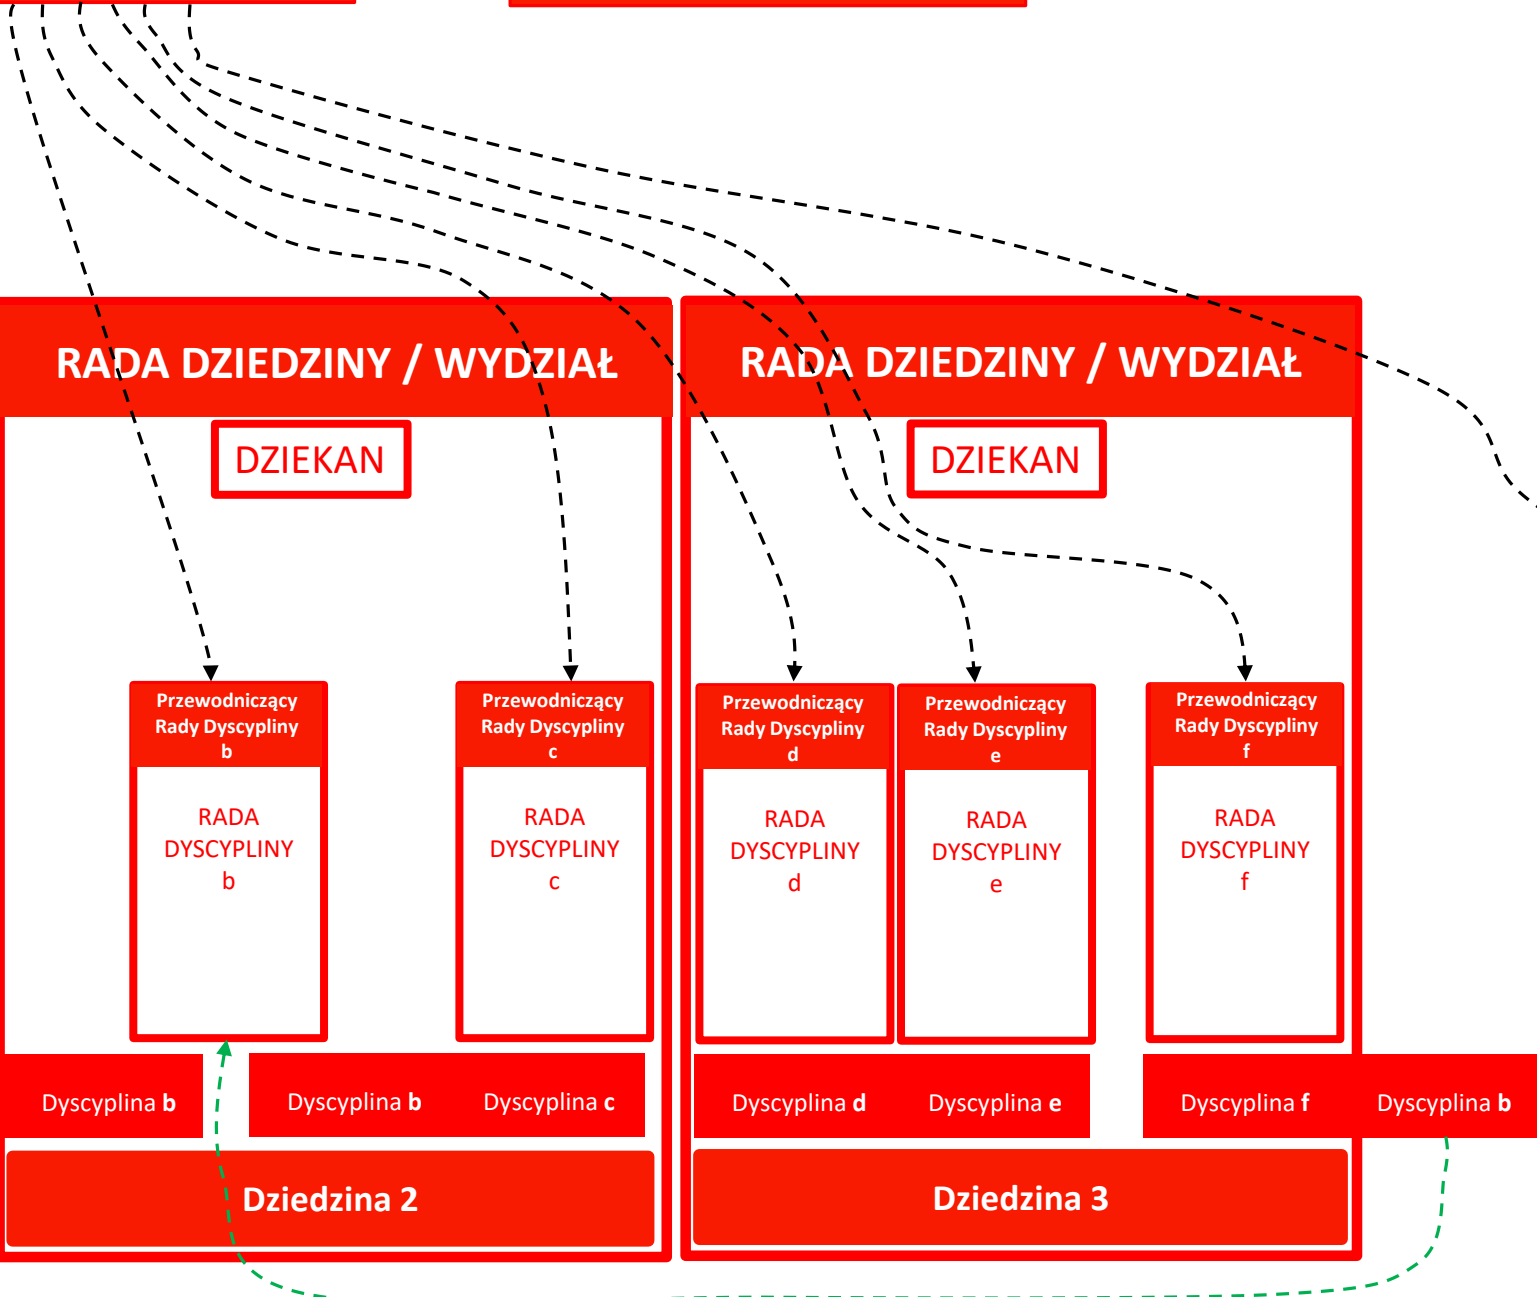 RADA DZIEDZINY / WYDZIAŁ
DZIEKAN
Przewodniczący
Rady Dyscypliny
b
RADA
DYSCYPLINY
b
Przewodniczący
Rady Dyscypliny
c
RADA
DYSCYPLINY
c
Dyscyplina b
Dyscyplina b
Dyscyplina c
Dziedzina 2
RADA DZIEDZINY / WYDZIAŁ
DZIEKAN
Przewodniczący
Rady Dyscypliny
d
RADA
DYSCYPLINY
d
Przewodniczący
Rady Dyscypliny
e
RADA
DYSCYPLINY
e
Przewodniczący
Rady Dyscypliny
f
RADA
DYSCYPLINY
f
Dyscyplina d
Dyscyplina e
Dyscyplina f
Dyscyplina b
Dziedzina 3